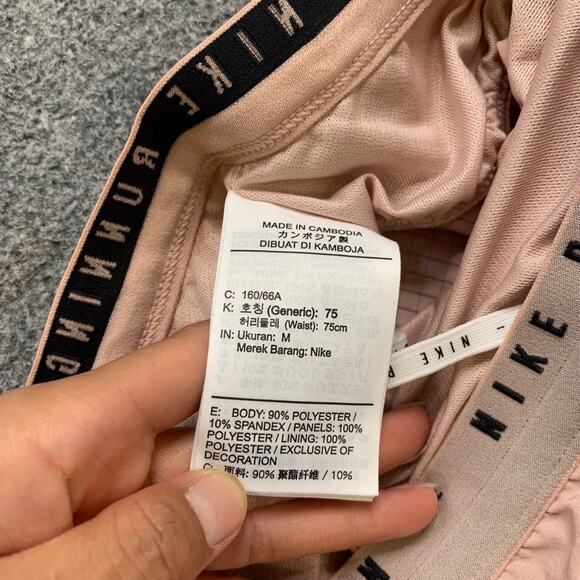 NIKE RUNNING
MADE IN CAMBODIA
カンボジア製
DIBUAT DI KAMBOJA
C: 160/66A
K: 호칭 (Generic): 75
허리둘레 (Waist): 75cm
IN: Ukuran: M
Merek Barang: Nike
E: BODY: 90% POLYESTER /
10% SPANDEX / PANELS: 100%
POLYESTER / LINING: 100%
POLYESTER / EXCLUSIVE OF
DECORATION
C: 面料: 90% 聚酯纤维 / 10%
NIKE
NIKE